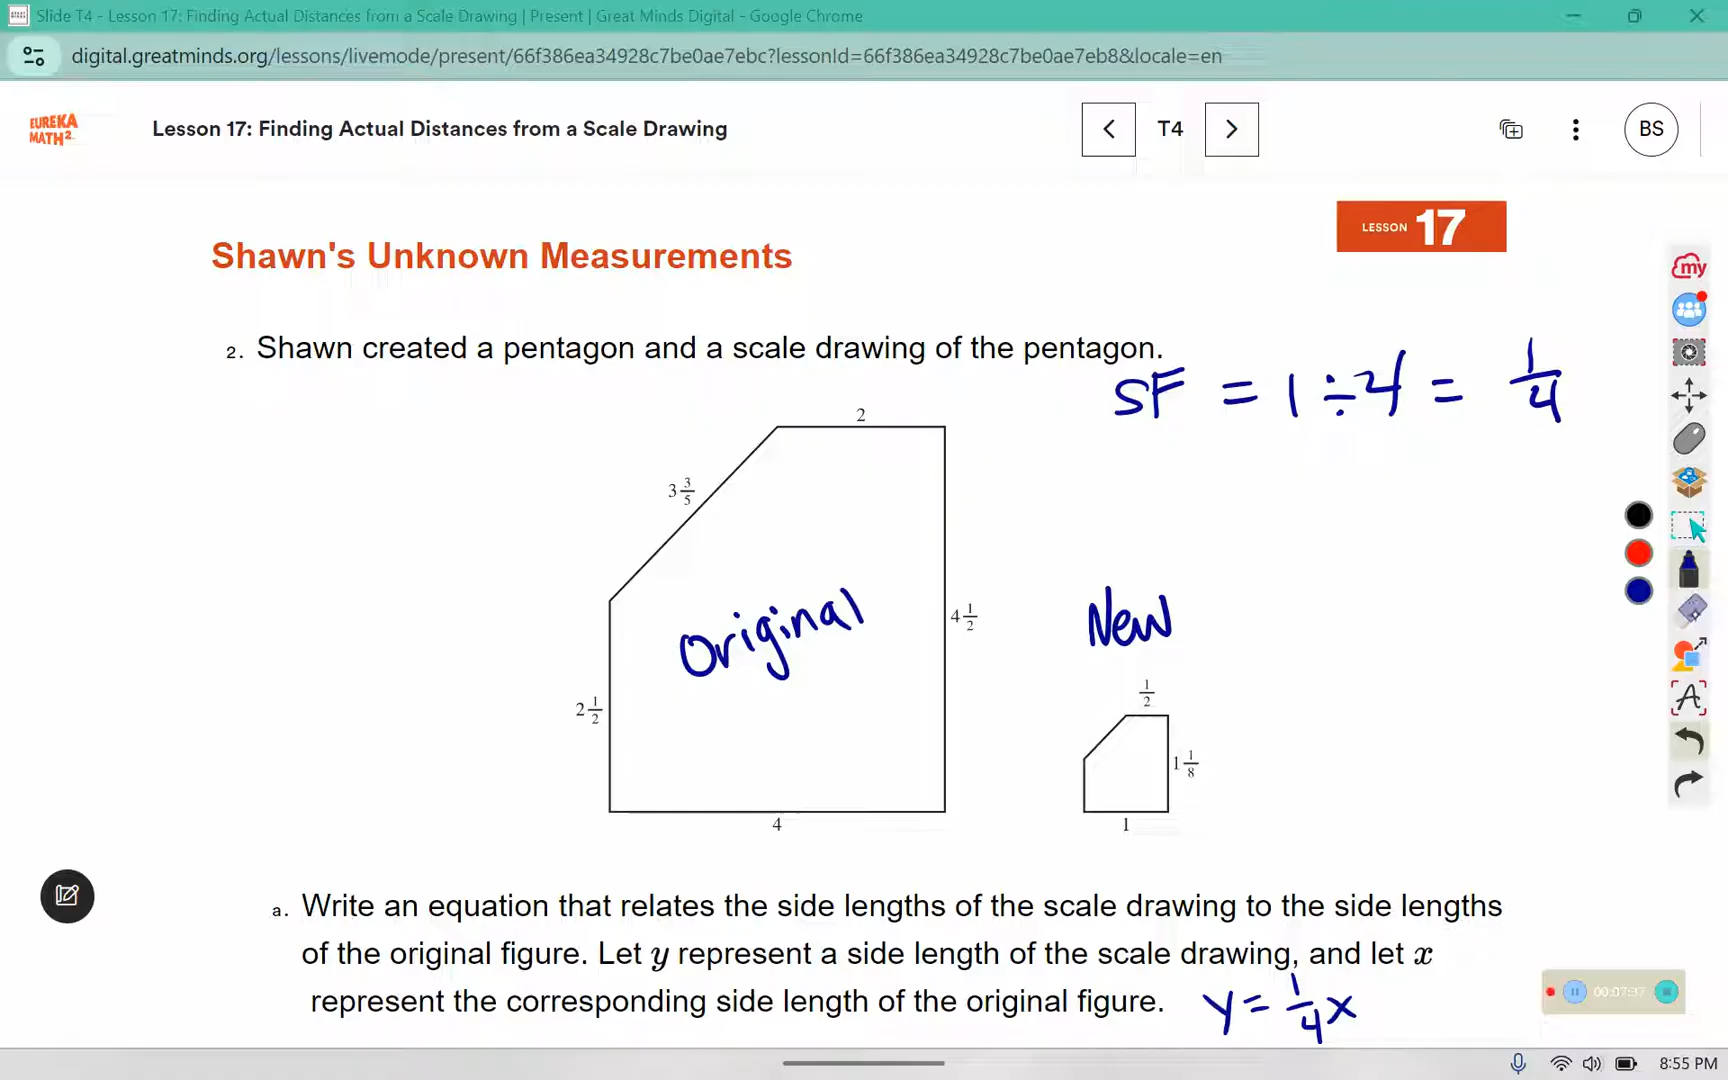 Slide T4 - Lesson 17: Finding Actual Distances from a Scale Drawing | Present | Great Minds Digital - Google Chrome
digital.greatminds.org/lessons/livemode/present/66f386ea34928c7be0ae7ebc?lessonId=66f386ea34928c7be0ae7eb8&locale=en
EUREKA
MATH²
Lesson 17: Finding Actual Distances from a Scale Drawing
T4
BS
LESSON 17
Shawn's Unknown Measurements
my
2. Shawn created a pentagon and a scale drawing of the pentagon.
SF = 1 ÷ 4 = 1/4
2
3 3/5
Original
4 1/2
New
2 1/2
1/2
1 1/8
4
1
A
a. Write an equation that relates the side lengths of the scale drawing to the side lengths
of the original figure. Let y represent a side length of the scale drawing, and let x
represent the corresponding side length of the original figure. y = 1/4 x
00:07:37
8:55 PM